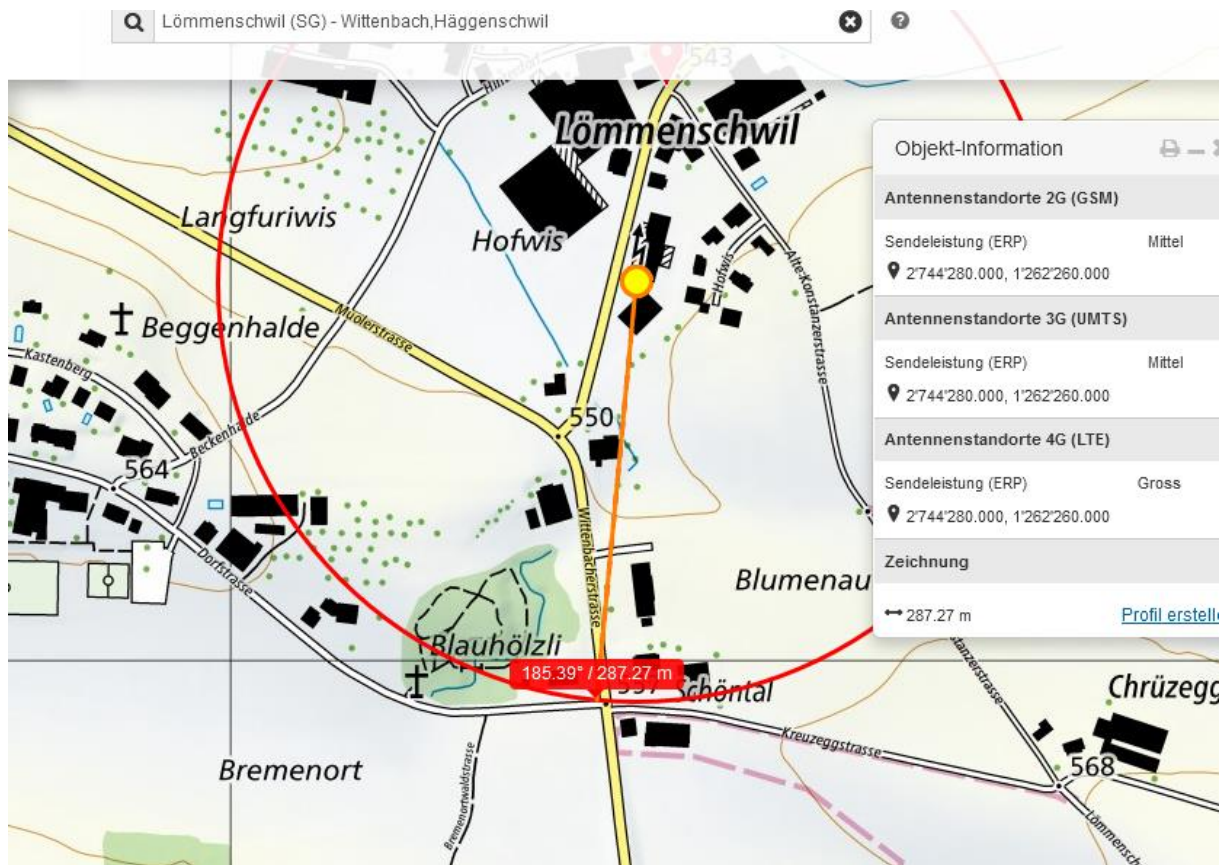 Lömmenschwil (SG) - Wittenbach,Häggenschwil
543
Lömmenschwil
Objekt-Information
Antennenstandorte 2G (GSM)
Sendeleistung (ERP) Mittel
2'744'280.000, 1'262'260.000
Antennenstandorte 3G (UMTS)
Sendeleistung (ERP) Mittel
2'744'280.000, 1'262'260.000
Antennenstandorte 4G (LTE)
Sendeleistung (ERP) Gross
2'744'280.000, 1'262'260.000
Zeichnung
287.27 m Profil erstelle
Langfuriwis
Hofwis
Hofwis
Alte-Konstanzerstrasse
Muolerstrasse
Beggenhalde
Kastenberg
Beckenhalde
550
564
Dorfstrasse
Wittenbacherstrasse
Blumenau
Blauhölzli
185.39° / 287.27 m
557 Schöntal
Chrüzegg
Kreuzeggstrasse
568
Bremenort
Bremenortwaldstrasse